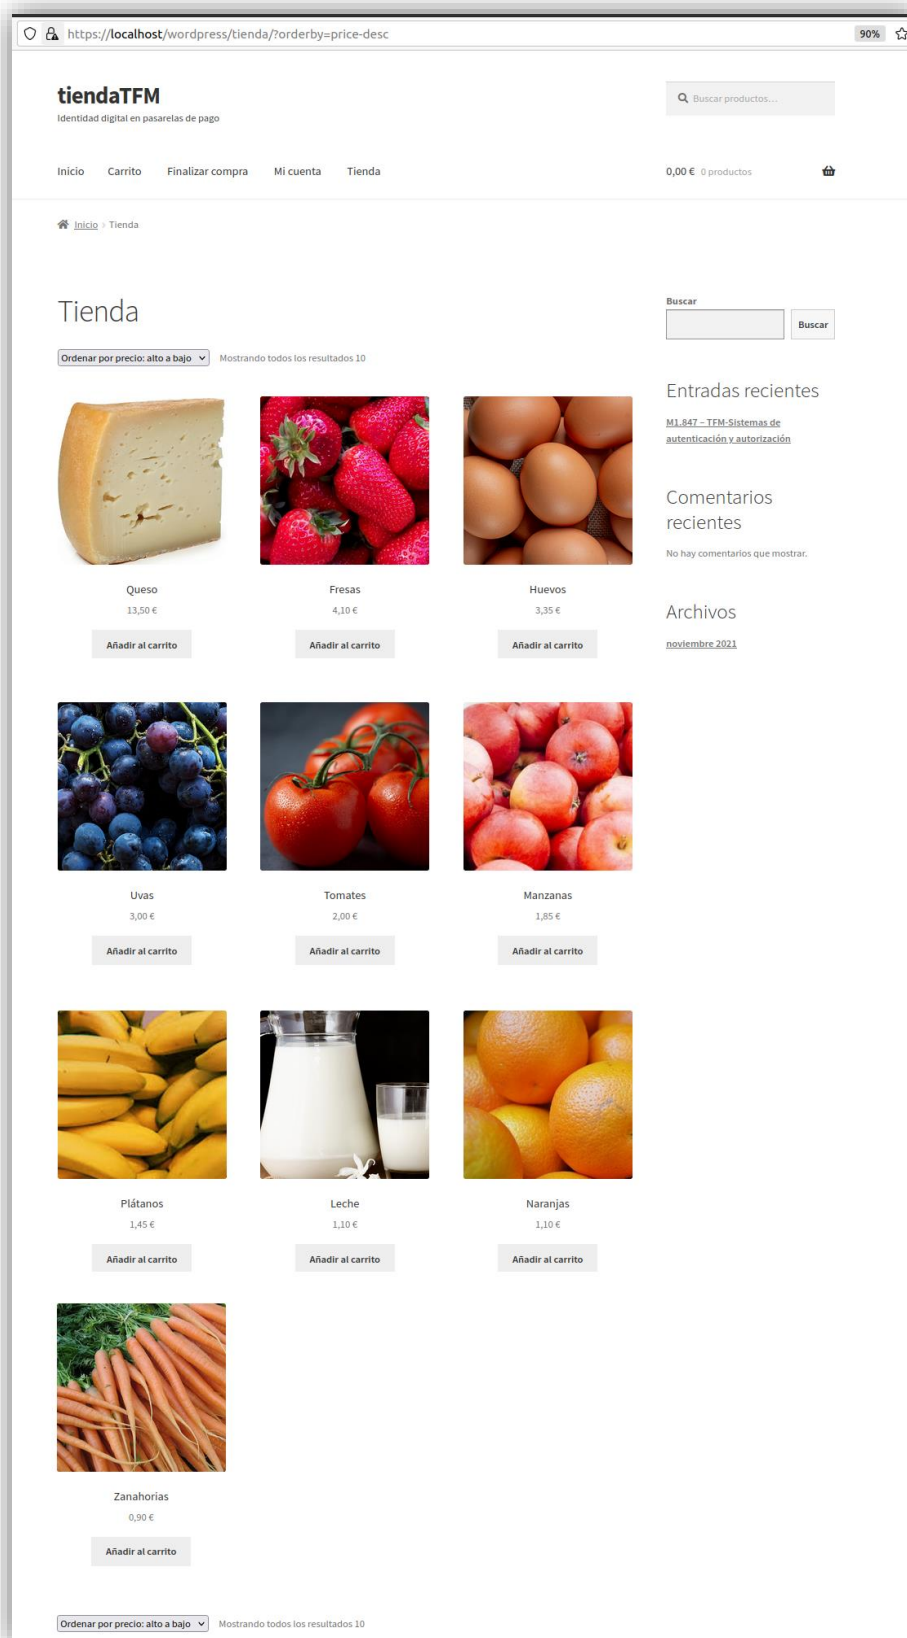 https://localhost/wordpress/tienda/?orderby=price-desc
90%
tiendaTFM
Identidad digital en pasarelas de pago
Buscar productos...
Inicio Carrito Finalizar compra Mi cuenta Tienda
0,00 € 0 productos
Inicio > Tienda
Tienda
Ordenar por precio: alto a bajo
Mostrando todos los resultados 10
Queso
13,50 €
Añadir al carrito
Fresas
4,10 €
Añadir al carrito
Huevos
3,35 €
Añadir al carrito
Uvas
3,00 €
Añadir al carrito
Tomates
2,00 €
Añadir al carrito
Manzanas
1,85 €
Añadir al carrito
Plátanos
1,45 €
Añadir al carrito
Leche
1,10 €
Añadir al carrito
Naranjas
1,10 €
Añadir al carrito
Zanahorias
0,90 €
Añadir al carrito
Ordenar por precio: alto a bajo
Mostrando todos los resultados 10
Buscar
Buscar
Entradas recientes
M1.847 – TFM-Sistemas de
autenticación y autorización
Comentarios
recientes
No hay comentarios que mostrar.
Archivos
noviembre 2021